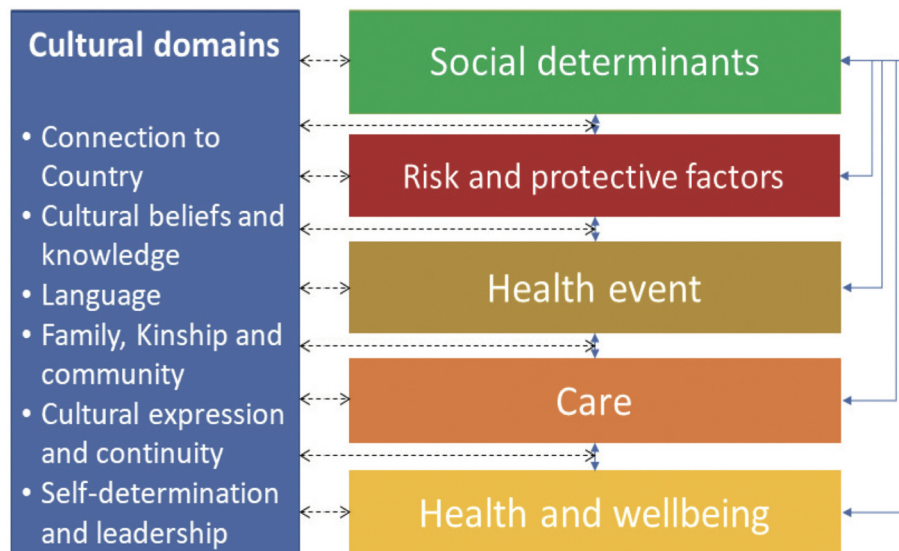 Cultural domains
• Connection to
Country
• Cultural beliefs and
knowledge
• Language
• Family, Kinship and
community
• Cultural expression
and continuity
• Self-determination
and leadership
Social determinants
Risk and protective factors
Health event
Care
Health and wellbeing